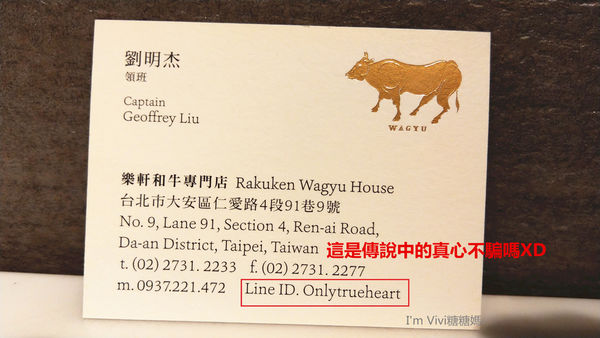 劉明杰
領班
Captain
Geoffrey Liu
WAGYU
樂軒和牛專門店 Rakuken Wagyu House
台北市大安區仁愛路4段91巷9號
No. 9, Lane 91, Section 4, Ren-ai Road,
Da-an District, Taipei, Taiwan
這是傳說中的真心不騙嗎XD
t. (02) 2731. 2233 f. (02) 2731. 2277
m. 0937.221.472 Line ID. Onlytrueheart
I'm Vivi糖糖媽